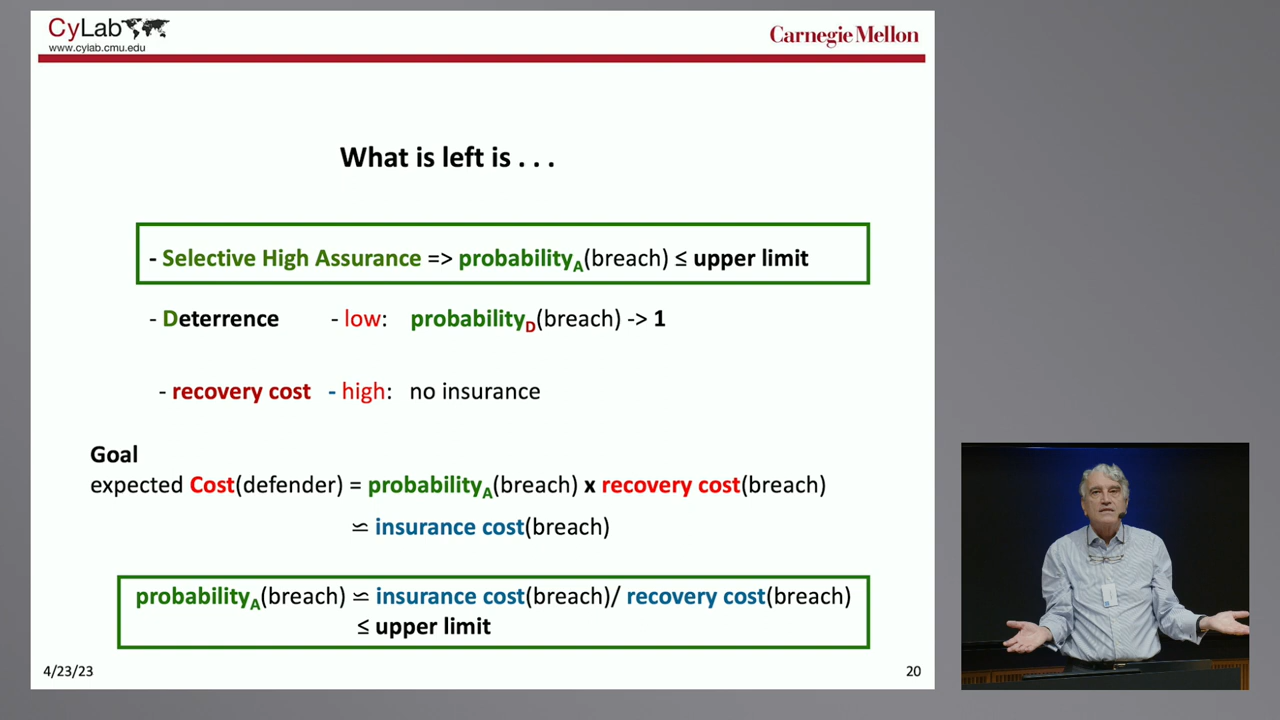 CyLab
www.cylab.cmu.edu
Carnegie Mellon
What is left is . . .
- Selective High Assurance => probabilityA(breach) ≤ upper limit
- Deterrence - low: probabilityD(breach) -> 1
- recovery cost - high: no insurance
Goal
expected Cost(defender) = probabilityA(breach) x recovery cost(breach)
≌ insurance cost(breach)
probabilityA(breach) ≌ insurance cost(breach)/ recovery cost(breach)
≤ upper limit
4/23/23
20